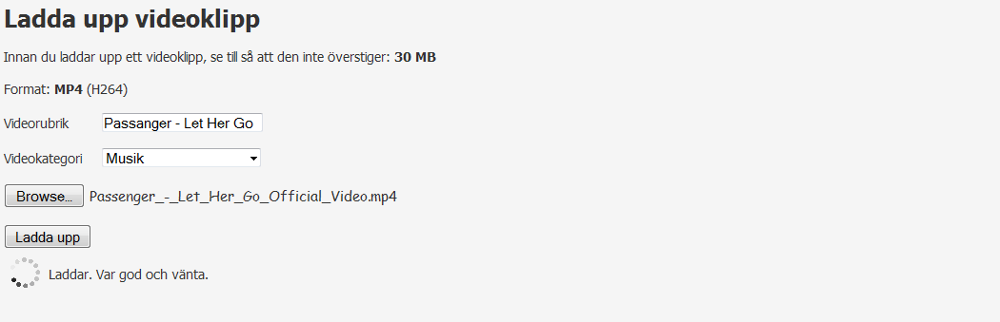 Ladda upp videoklipp
Innan du laddar upp ett videoklipp, se till så att den inte överstiger: 30 MB
Format: MP4 (H264)
Videorubrik Passanger - Let Her Go
Videokategori Musik
Browse... Passenger_-_Let_Her_Go_Official_Video.mp4
Ladda upp
Laddar. Var god och vänta.